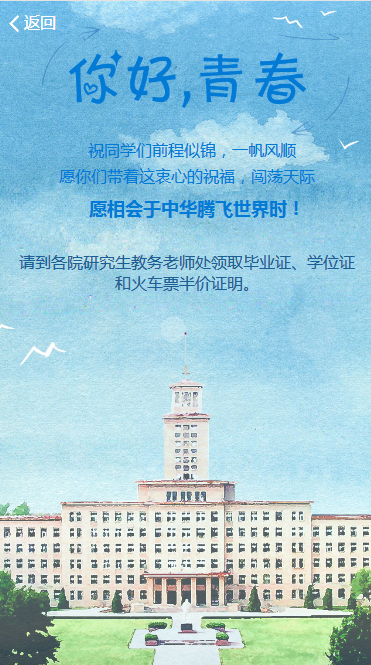 返回
你好,青春
祝同学们前程似锦，一帆风顺
愿你们带着这衷心的祝福，闯荡天际
愿相会于中华腾飞世界时！
请到各院研究生教务老师处领取毕业证、学位证
和火车票半价证明。